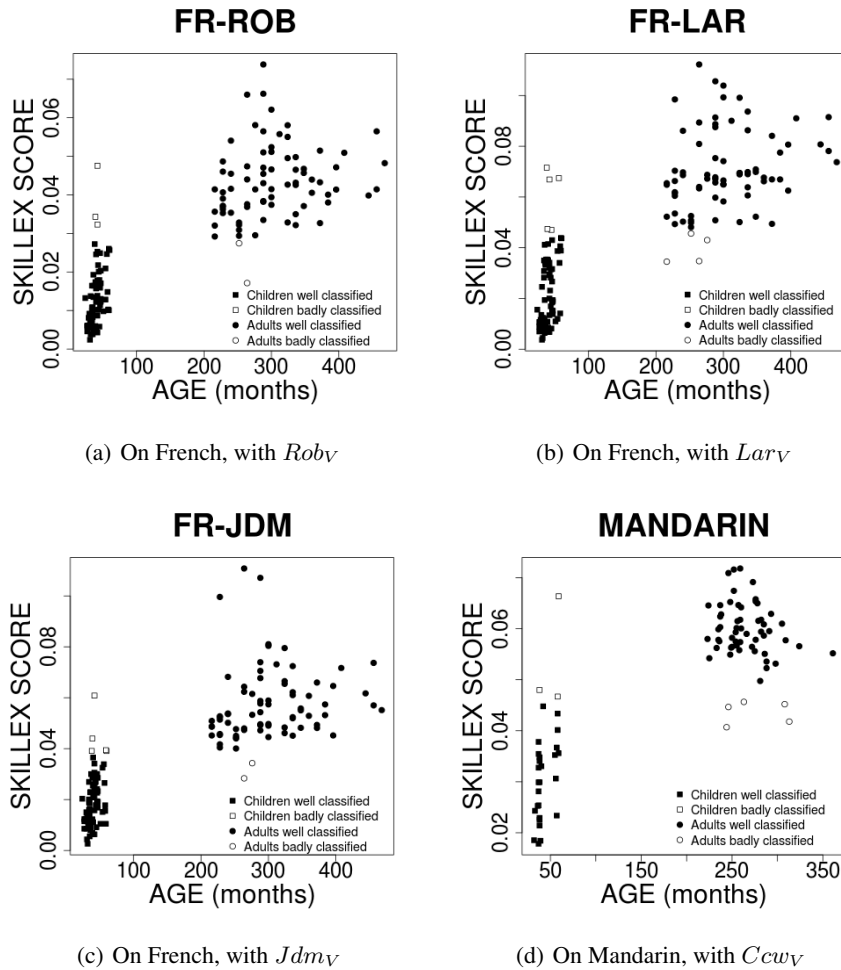 FR-ROB
SKILLEX SCORE
0.00 0.02 0.04 0.06
Children well classified
Children badly classified
Adults well classified
Adults badly classified
100 200 300 400
AGE (months)
(a) On French, with Rob_V
FR-LAR
SKILLEX SCORE
0.00 0.04 0.08
Children well classified
Children badly classified
Adults well classified
Adults badly classified
100 200 300 400
AGE (months)
(b) On French, with Lar_V
FR-JDM
SKILLEX SCORE
0.00 0.04 0.08
Children well classified
Children badly classified
Adults well classified
Adults badly classified
100 200 300 400
AGE (months)
(c) On French, with Jdm_V
MANDARIN
SKILLEX SCORE
0.02 0.04 0.06
Children well classified
Children badly classified
Adults well classified
Adults badly classified
50 150 250 350
AGE (months)
(d) On Mandarin, with Ccw_V